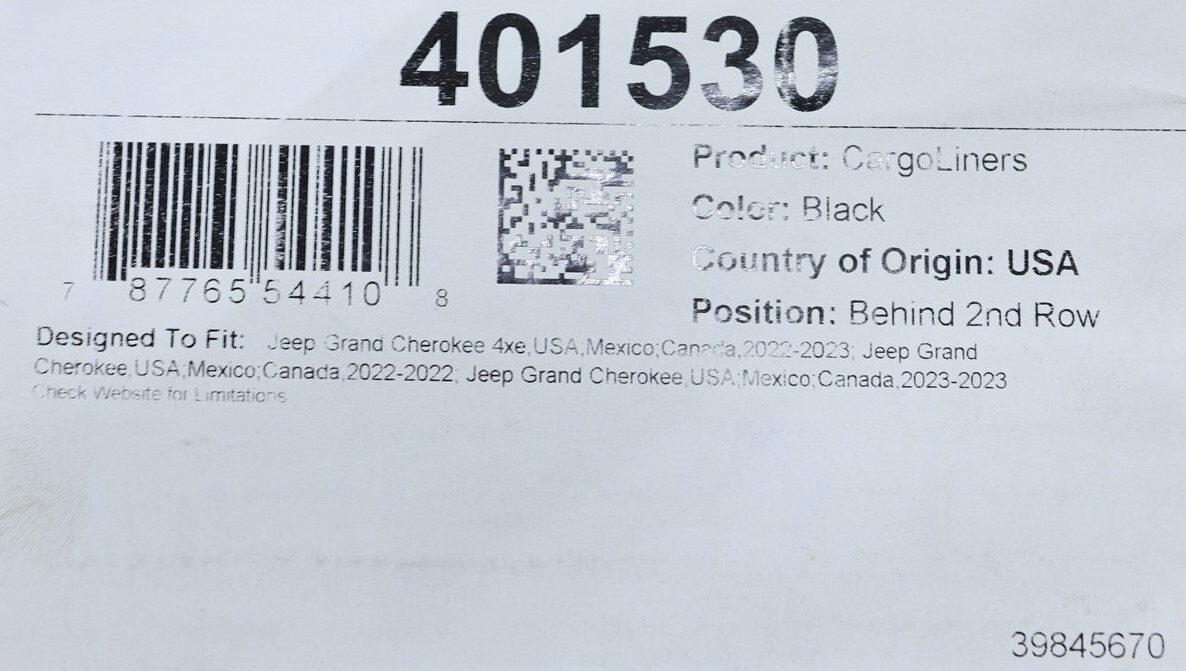 401530
Product: CargoLiners
Color: Black
Country of Origin: USA
Position: Behind 2nd Row
7 87765 54410 8
Designed To Fit: Jeep Grand Cherokee 4xe,USA,Mexico;Canada,2022-2023; Jeep Grand
Cherokee,USA;Mexico;Canada,2022-2022; Jeep Grand Cherokee,USA;Mexico;Canada,2023-2023
Check Website for Limitations
39845670